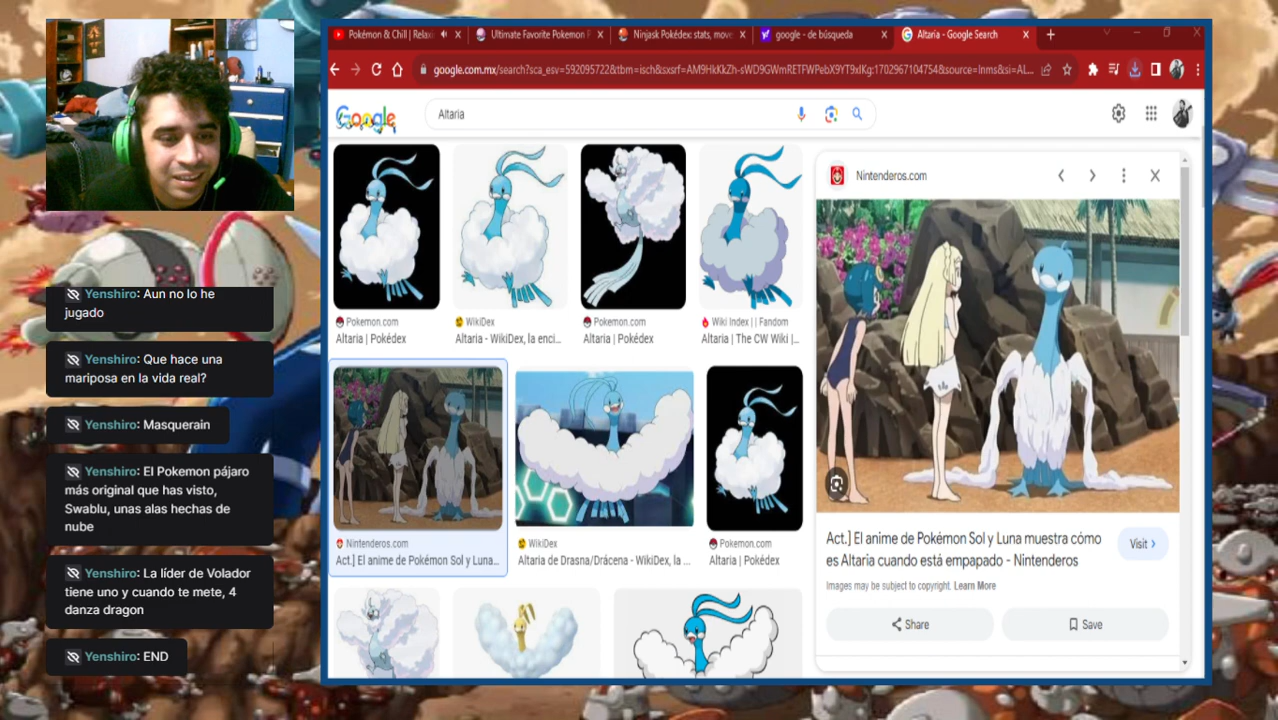 Pokémon & Chill | Relaxi
Ultimate Favorite Pokemon P
Ninjask Pokédex: stats, move
google - de búsqueda
Altaria - Google Search
google.com.mx/search?sca_esv=592095722&tbm=isch&sxsrf=AM9HkKkZh-sWD9GWmRETFWPebX9YT9xlKg:1702967104754&source=lnms&si=AL...
Google
Altaria
Pokemon.com
Altaria | Pokédex
WikiDex
Altaria - WikiDex, la enci...
Pokemon.com
Altaria | Pokédex
Wiki Index | | Fandom
Altaria | The CW Wiki |...
Nintenderos.com
Act.] El anime de Pokémon Sol y Luna...
WikiDex
Altaria de Drasna/Drácena - WikiDex, la ...
Pokemon.com
Altaria | Pokédex
Nintenderos.com
Act.] El anime de Pokémon Sol y Luna muestra cómo
es Altaria cuando está empapado - Nintenderos
Visit
Images may be subject to copyright. Learn More
Share
Save
Yenshiro: Aun no lo he
jugado
Yenshiro: Que hace una
mariposa en la vida real?
Yenshiro: Masquerain
Yenshiro: El Pokemon pájaro
más original que has visto,
Swablu, unas alas hechas de
nube
Yenshiro: La líder de Volador
tiene uno y cuando te mete, 4
danza dragon
Yenshiro: END